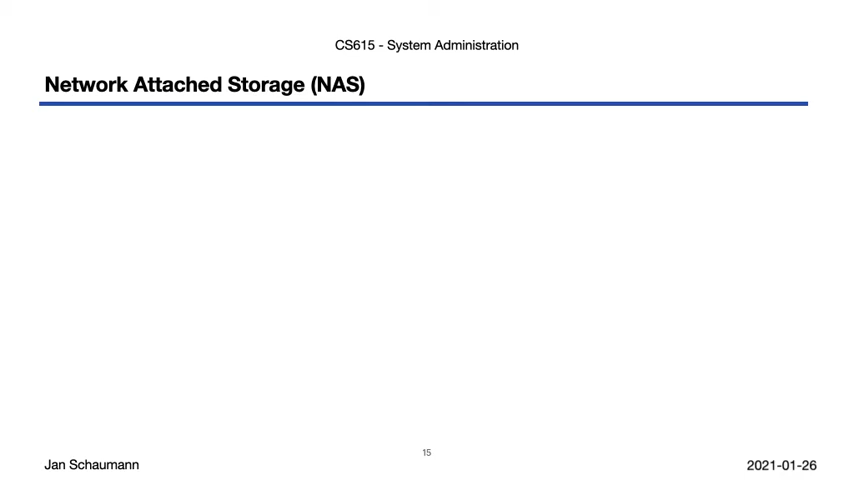 CS615 - System Administration
Network Attached Storage (NAS)
15
Jan Schaumann
2021-01-26